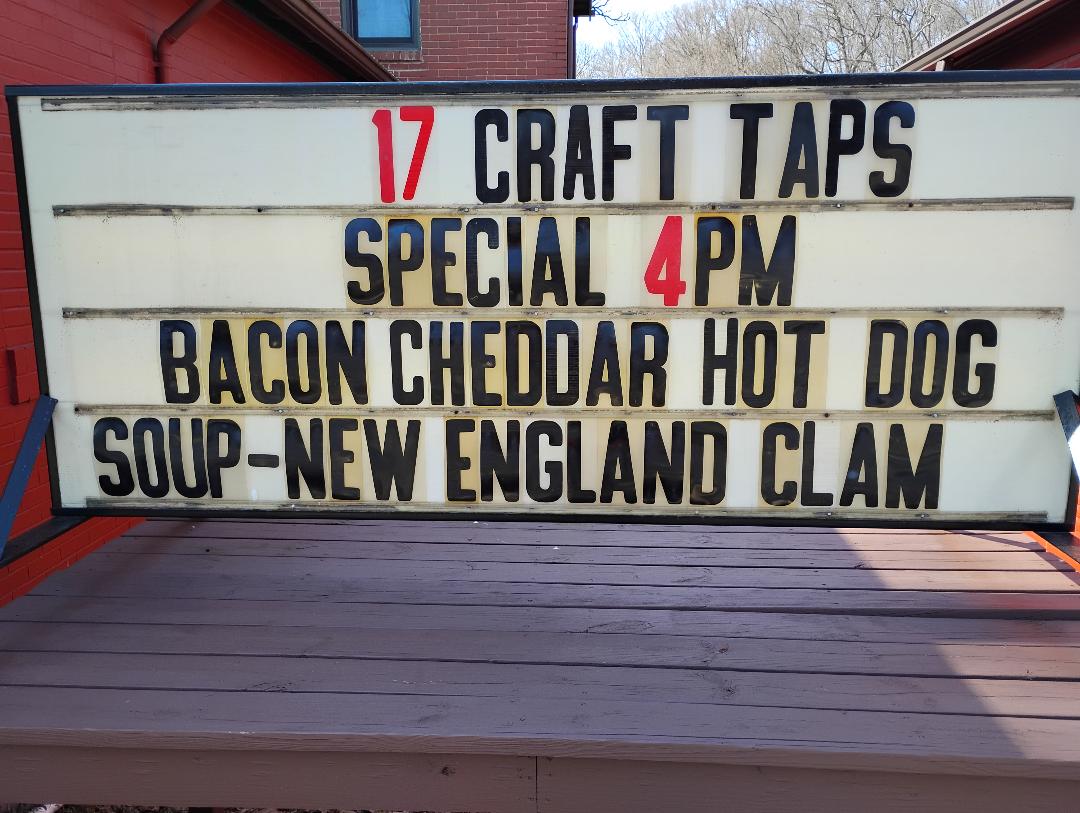 17 CRAFT TAPS
SPECIAL 4PM
BACON CHEDDAR HOT DOG
SOUP-NEW ENGLAND CLAM